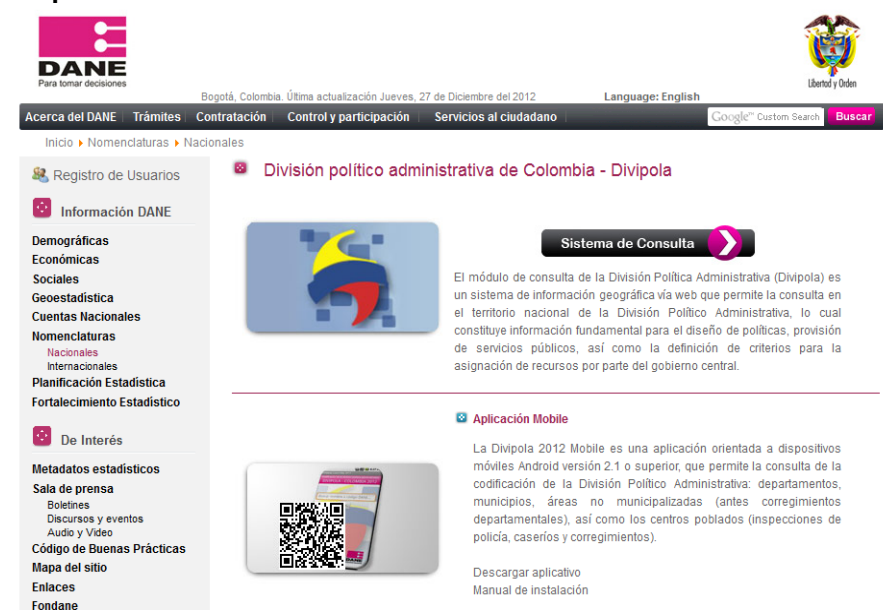 DANE
Para tomar decisiones
Libertad y Orden
Bogotá, Colombia. Última actualización Jueves, 27 de Diciembre del 2012
Language: English
Acerca del DANE
Trámites
Contratación
Control y participación
Servicios al ciudadano
Google™ Custom Search
Buscar
Inicio
Nomenclaturas
Nacionales
Registro de Usuarios
Información DANE
Demográficas
Económicas
Sociales
Geoestadística
Cuentas Nacionales
Nomenclaturas
Nacionales
Internacionales
Planificación Estadística
Fortalecimiento Estadístico
De Interés
Metadatos estadísticos
Sala de prensa
Boletines
Discursos y eventos
Audio y Video
Código de Buenas Prácticas
Mapa del sitio
Enlaces
Fondane
División político administrativa de Colombia - Divipola
Sistema de Consulta
El módulo de consulta de la División Política Administrativa (Divipola) es
un sistema de información geográfica vía web que permite la consulta en
el territorio nacional de la División Político Administrativa, lo cual
constituye información fundamental para el diseño de políticas, provisión
de servicios públicos, así como la definición de criterios para la
asignación de recursos por parte del gobierno central.
Aplicación Mobile
La Divipola 2012 Mobile es una aplicación orientada a dispositivos
móviles Android versión 2.1 o superior, que permite la consulta de la
codificación de la División Político Administrativa: departamentos,
municipios, áreas no municipalizadas (antes corregimientos
departamentales), así como los centros poblados (inspecciones de
policía, caseríos y corregimientos).
Descargar aplicativo
Manual de instalación
DANE